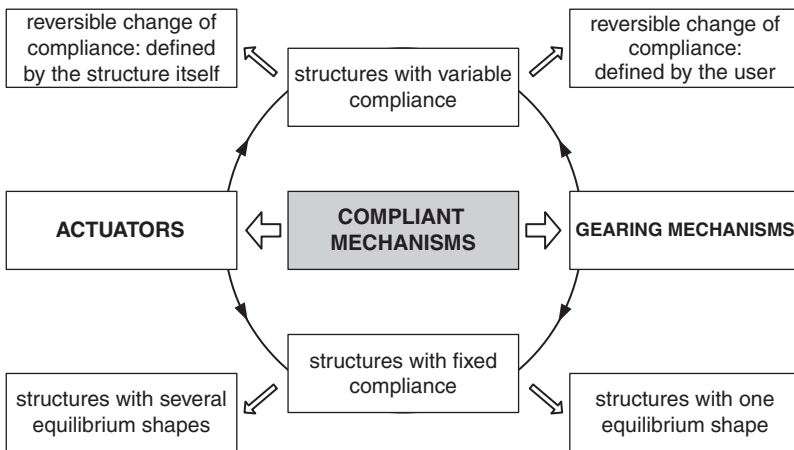 reversible change of
compliance: defined
by the structure itself
structures with variable
compliance
reversible change of
compliance:
defined by the user
ACTUATORS
COMPLIANT
MECHANISMS
GEARING MECHANISMS
structures with fixed
compliance
structures with several
equilibrium shapes
structures with one
equilibrium shape